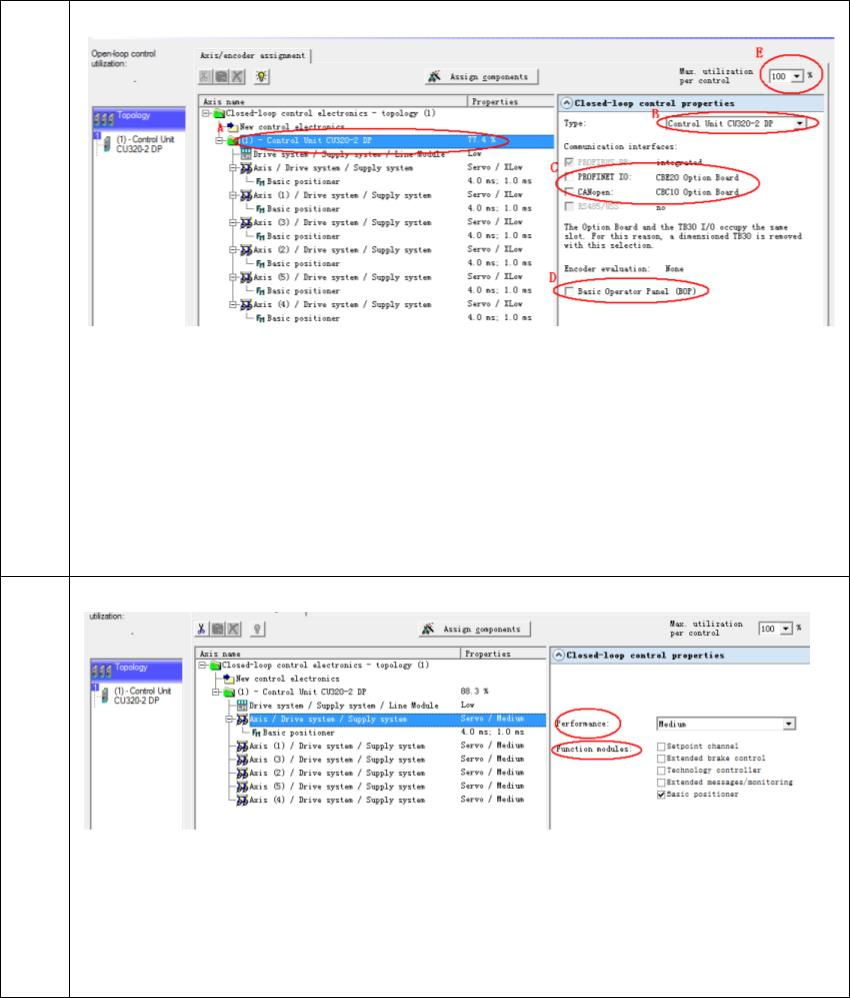 Open-loop control
utilization:
-
Topology
1
(1) - Control Unit
CU320-2 DP
Axis/encoder assignment
Assign components
E
Max. utilization
per control
100 %
Axis name Properties
Closed-loop control electronics - topology (1)
A
New control electronics
(1) - Control Unit CU320-2 DP 77.4 %
Drive system / Supply system / Line Module Low
Axis / Drive system / Supply system Servo / XLow
Basic positioner 4.0 ms; 1.0 ms
Axis (1) / Drive system / Supply system Servo / XLow
Basic positioner 4.0 ms; 1.0 ms
Axis (3) / Drive system / Supply system Servo / XLow
Basic positioner 4.0 ms; 1.0 ms
Axis (2) / Drive system / Supply system Servo / XLow
Basic positioner 4.0 ms; 1.0 ms
Axis (5) / Drive system / Supply system Servo / XLow
Basic positioner 4.0 ms; 1.0 ms
Axis (4) / Drive system / Supply system Servo / XLow
Basic positioner 4.0 ms; 1.0 ms
Closed-loop control properties
B
Type: Control Unit CU320-2 DP
Communication interfaces:
PROFIBUS DP: integrated
C
PROFINET IO: CBE20 Option Board
CANopen: CBC10 Option Board
RS485/USS: no
The Option Board and the TB30 I/O occupy the same
slot. For this reason, a dimensioned TB30 is removed
with this selection.
Encoder evaluation: None
D
Basic Operator Panel (BOP)
utilization:
-
Topology
1
(1) - Control Unit
CU320-2 DP
Assign components
Max. utilization
per control
100 %
Axis name Properties
Closed-loop control electronics - topology (1)
New control electronics
(1) - Control Unit CU320-2 DP 88.3 %
Drive system / Supply system / Line Module Low
Axis / Drive system / Supply system Servo / Medium
Basic positioner 4.0 ms; 1.0 ms
Axis (1) / Drive system / Supply system Servo / Medium
Axis (3) / Drive system / Supply system Servo / Medium
Axis (2) / Drive system / Supply system Servo / Medium
Axis (5) / Drive system / Supply system Servo / Medium
Axis (4) / Drive system / Supply system Servo / Medium
Closed-loop control properties
Performance: Medium
Function modules: Setpoint channel
Extended brake control
Technology controller
Extended messages/monitoring
Basic positioner